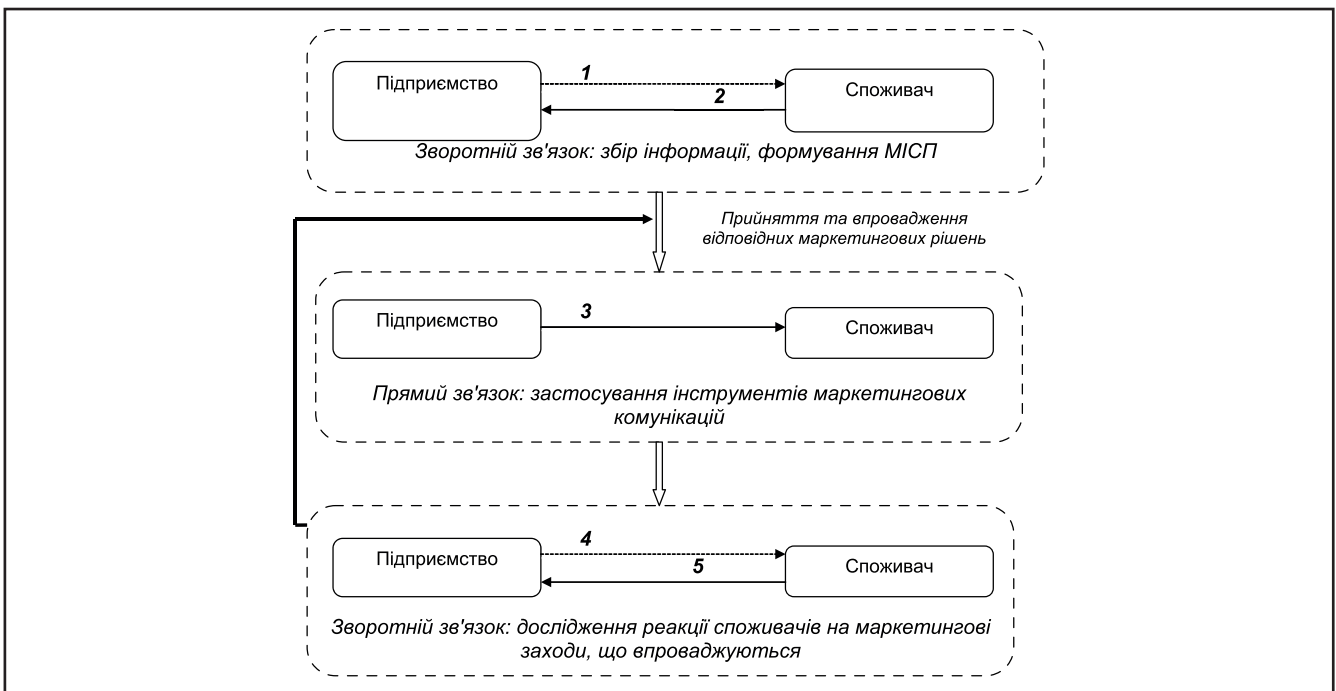 Підприємство
1
Споживач
2
Зворотній зв'язок: збір інформації, формування МІСП
Прийняття та впровадження
відповідних маркетингових рішень
Підприємство
3
Споживач
Прямий зв'язок: застосування інструментів маркетингових
комунікацій
Підприємство
4
Споживач
5
Зворотній зв'язок: дослідження реакції споживачів на маркетингові
заходи, що впроваджуються